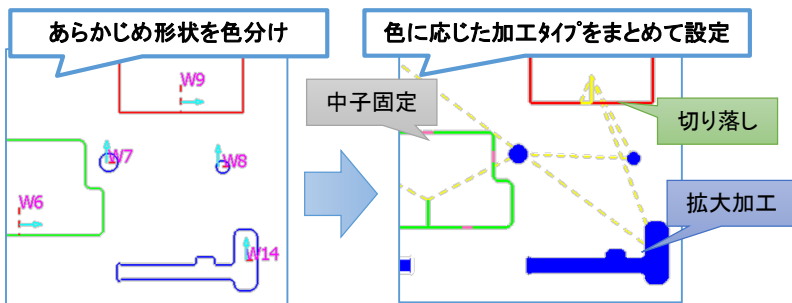 あらかじめ形状を色分け
色に応じた加工タイプをまとめて設定
W9
中子固定
切り落し
W7
W8
W6
拡大加工
W14